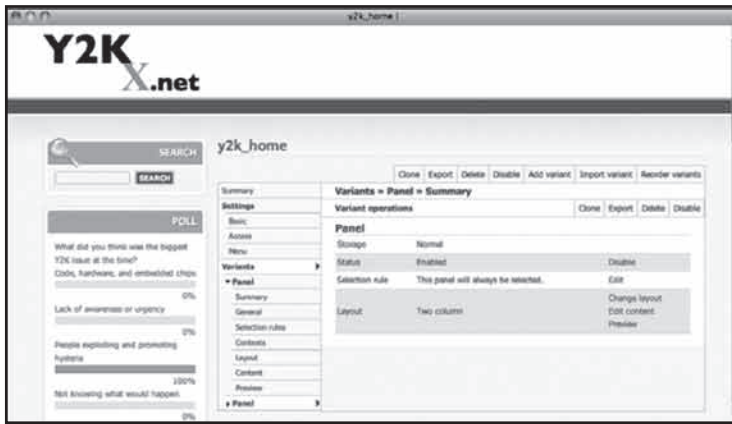 y2k_home |
Y2K
X.net
SEARCH
SEARCH
POLL
What did you think was the biggest
Y2K issue at the time?
Code, hardware, and embedded chips
0%
Lack of awareness or urgency
0%
People exploiting and promoting
hysteria
100%
Not knowing what would happen
0%
y2k_home
Clone Export Delete Disable Add variant Import variant Reorder variants
Summary
Settings
Basic
Access
Menu
Variants
Panel
Summary
General
Selection rules
Contexts
Layout
Content
Preview
Panel
Variants » Panel » Summary
Variant operations Clone Export Delete Disable
Panel
Storage Normal
Status Enabled Disable
Selection rule This panel will always be selected. Edit
Layout Two column Change layout
Edit content
Preview